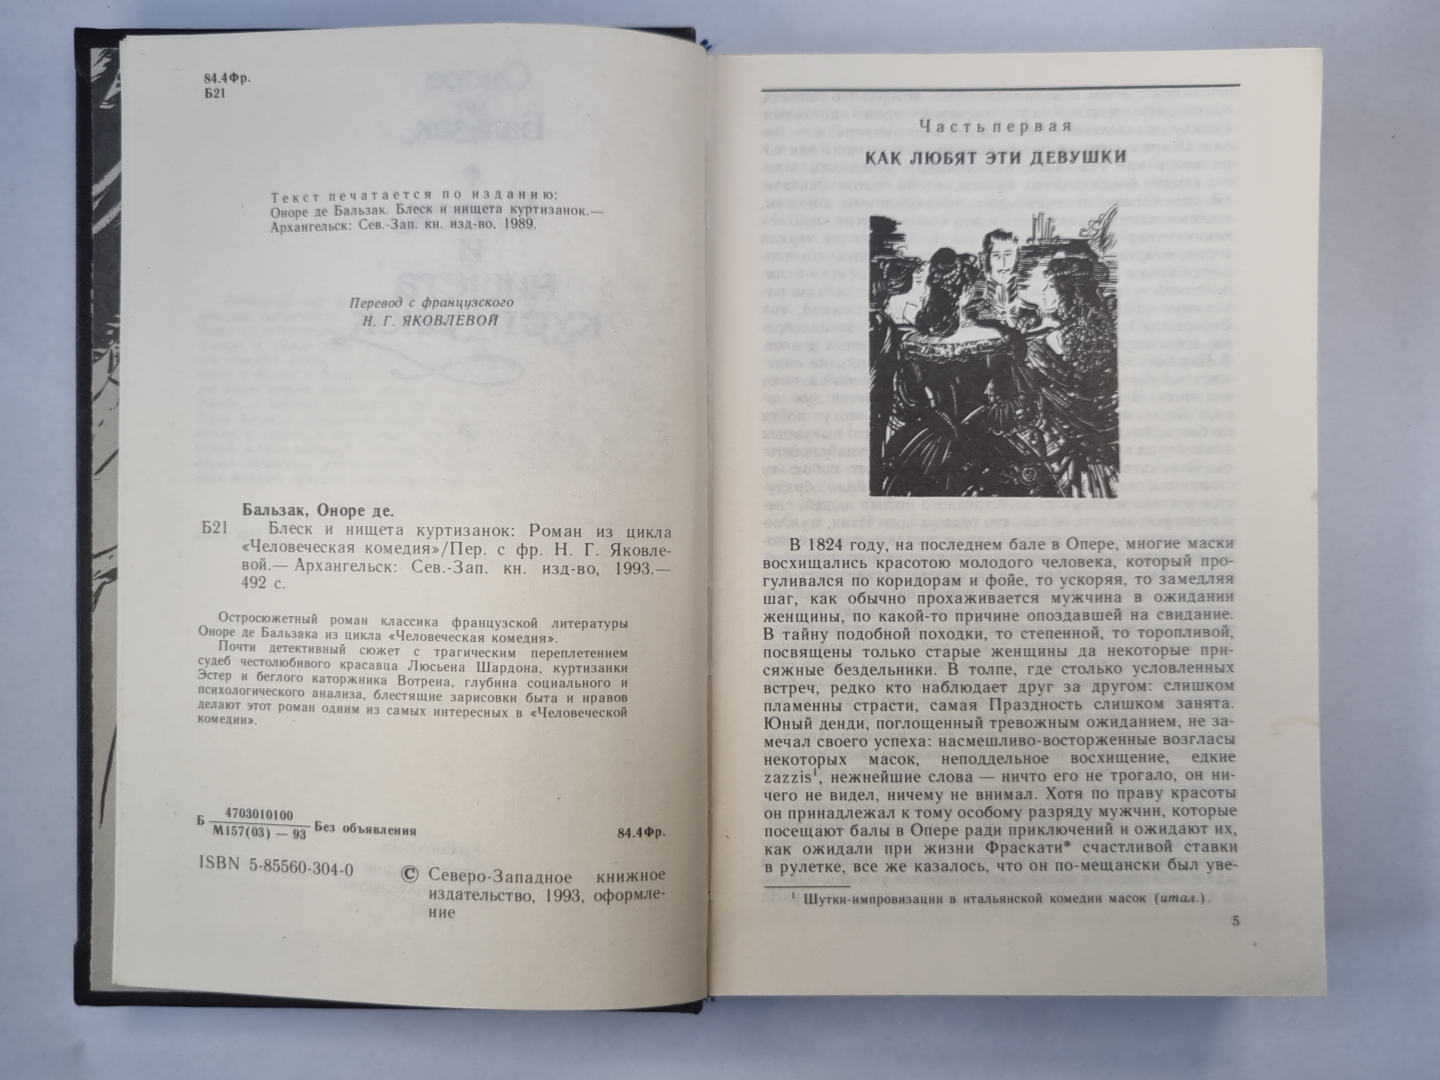 84.4Фр.
Б21
Текст печатается по изданию:
Оноре де Бальзак. Блеск и нищета куртизанок.—
Архангельск: Сев.-Зап. кн. изд-во, 1989.
Перевод с французского
Н. Г. ЯКОВЛЕВОЙ
Бальзак, Оноре де.
Б21 Блеск и нищета куртизанок: Роман из цикла
«Человеческая комедия»/Пер. с фр. Н. Г. Яковле-
вой.— Архангельск: Сев.-Зап. кн. изд-во, 1993.—
492 с.
Остросюжетный роман классика французской литературы
Оноре де Бальзака из цикла «Человеческая комедия».
Почти детективный сюжет с трагическим переплетением
судеб честолюбивого красавца Люсьена Шардона, куртизанки
Эстер и беглого каторжника Вотрена, глубина социального и
психологического анализа, блестящие зарисовки быта и нравов
делают этот роман одним из самых интересных в «Человеческой
комедии».
Б 4703010100
М157(03) — 93 Без объявления 84.4Фр.
ISBN 5-85560-304-0
© Северо-Западное книжное
издательство, 1993, оформле-
ние
Часть первая
КАК ЛЮБЯТ ЭТИ ДЕВУШКИ
В 1824 году, на последнем бале в Опере, многие маски
восхищались красотою молодого человека, который про-
гуливался по коридорам и фойе, то ускоряя, то замедляя
шаг, как обычно прохаживается мужчина в ожидании
женщины, по какой-то причине опоздавшей на свидание.
В тайну подобной походки, то степенной, то торопливой,
посвящены только старые женщины да некоторые при-
сяжные бездельники. В толпе, где столько условленных
встреч, редко кто наблюдает друг за другом: слишком
пламенны страсти, самая Праздность слишком занята.
Юный денди, поглощенный тревожным ожиданием, не за-
мечал своего успеха: насмешливо-восторженные возгласы
некоторых масок, неподдельное восхищение, едкие
zazzis¹, нежнейшие слова — ничто его не трогало, он ни-
чего не видел, ничему не внимал. Хотя по праву красоты
он принадлежал к тому особому разряду мужчин, которые
посещают балы в Опере ради приключений и ожидают их,
как ожидали при жизни Фраскати* счастливой ставки
в рулетке, все же казалось, что он по-мещански был уве-
¹ Шутки-импровизации в итальянской комедии масок (итал.).
5